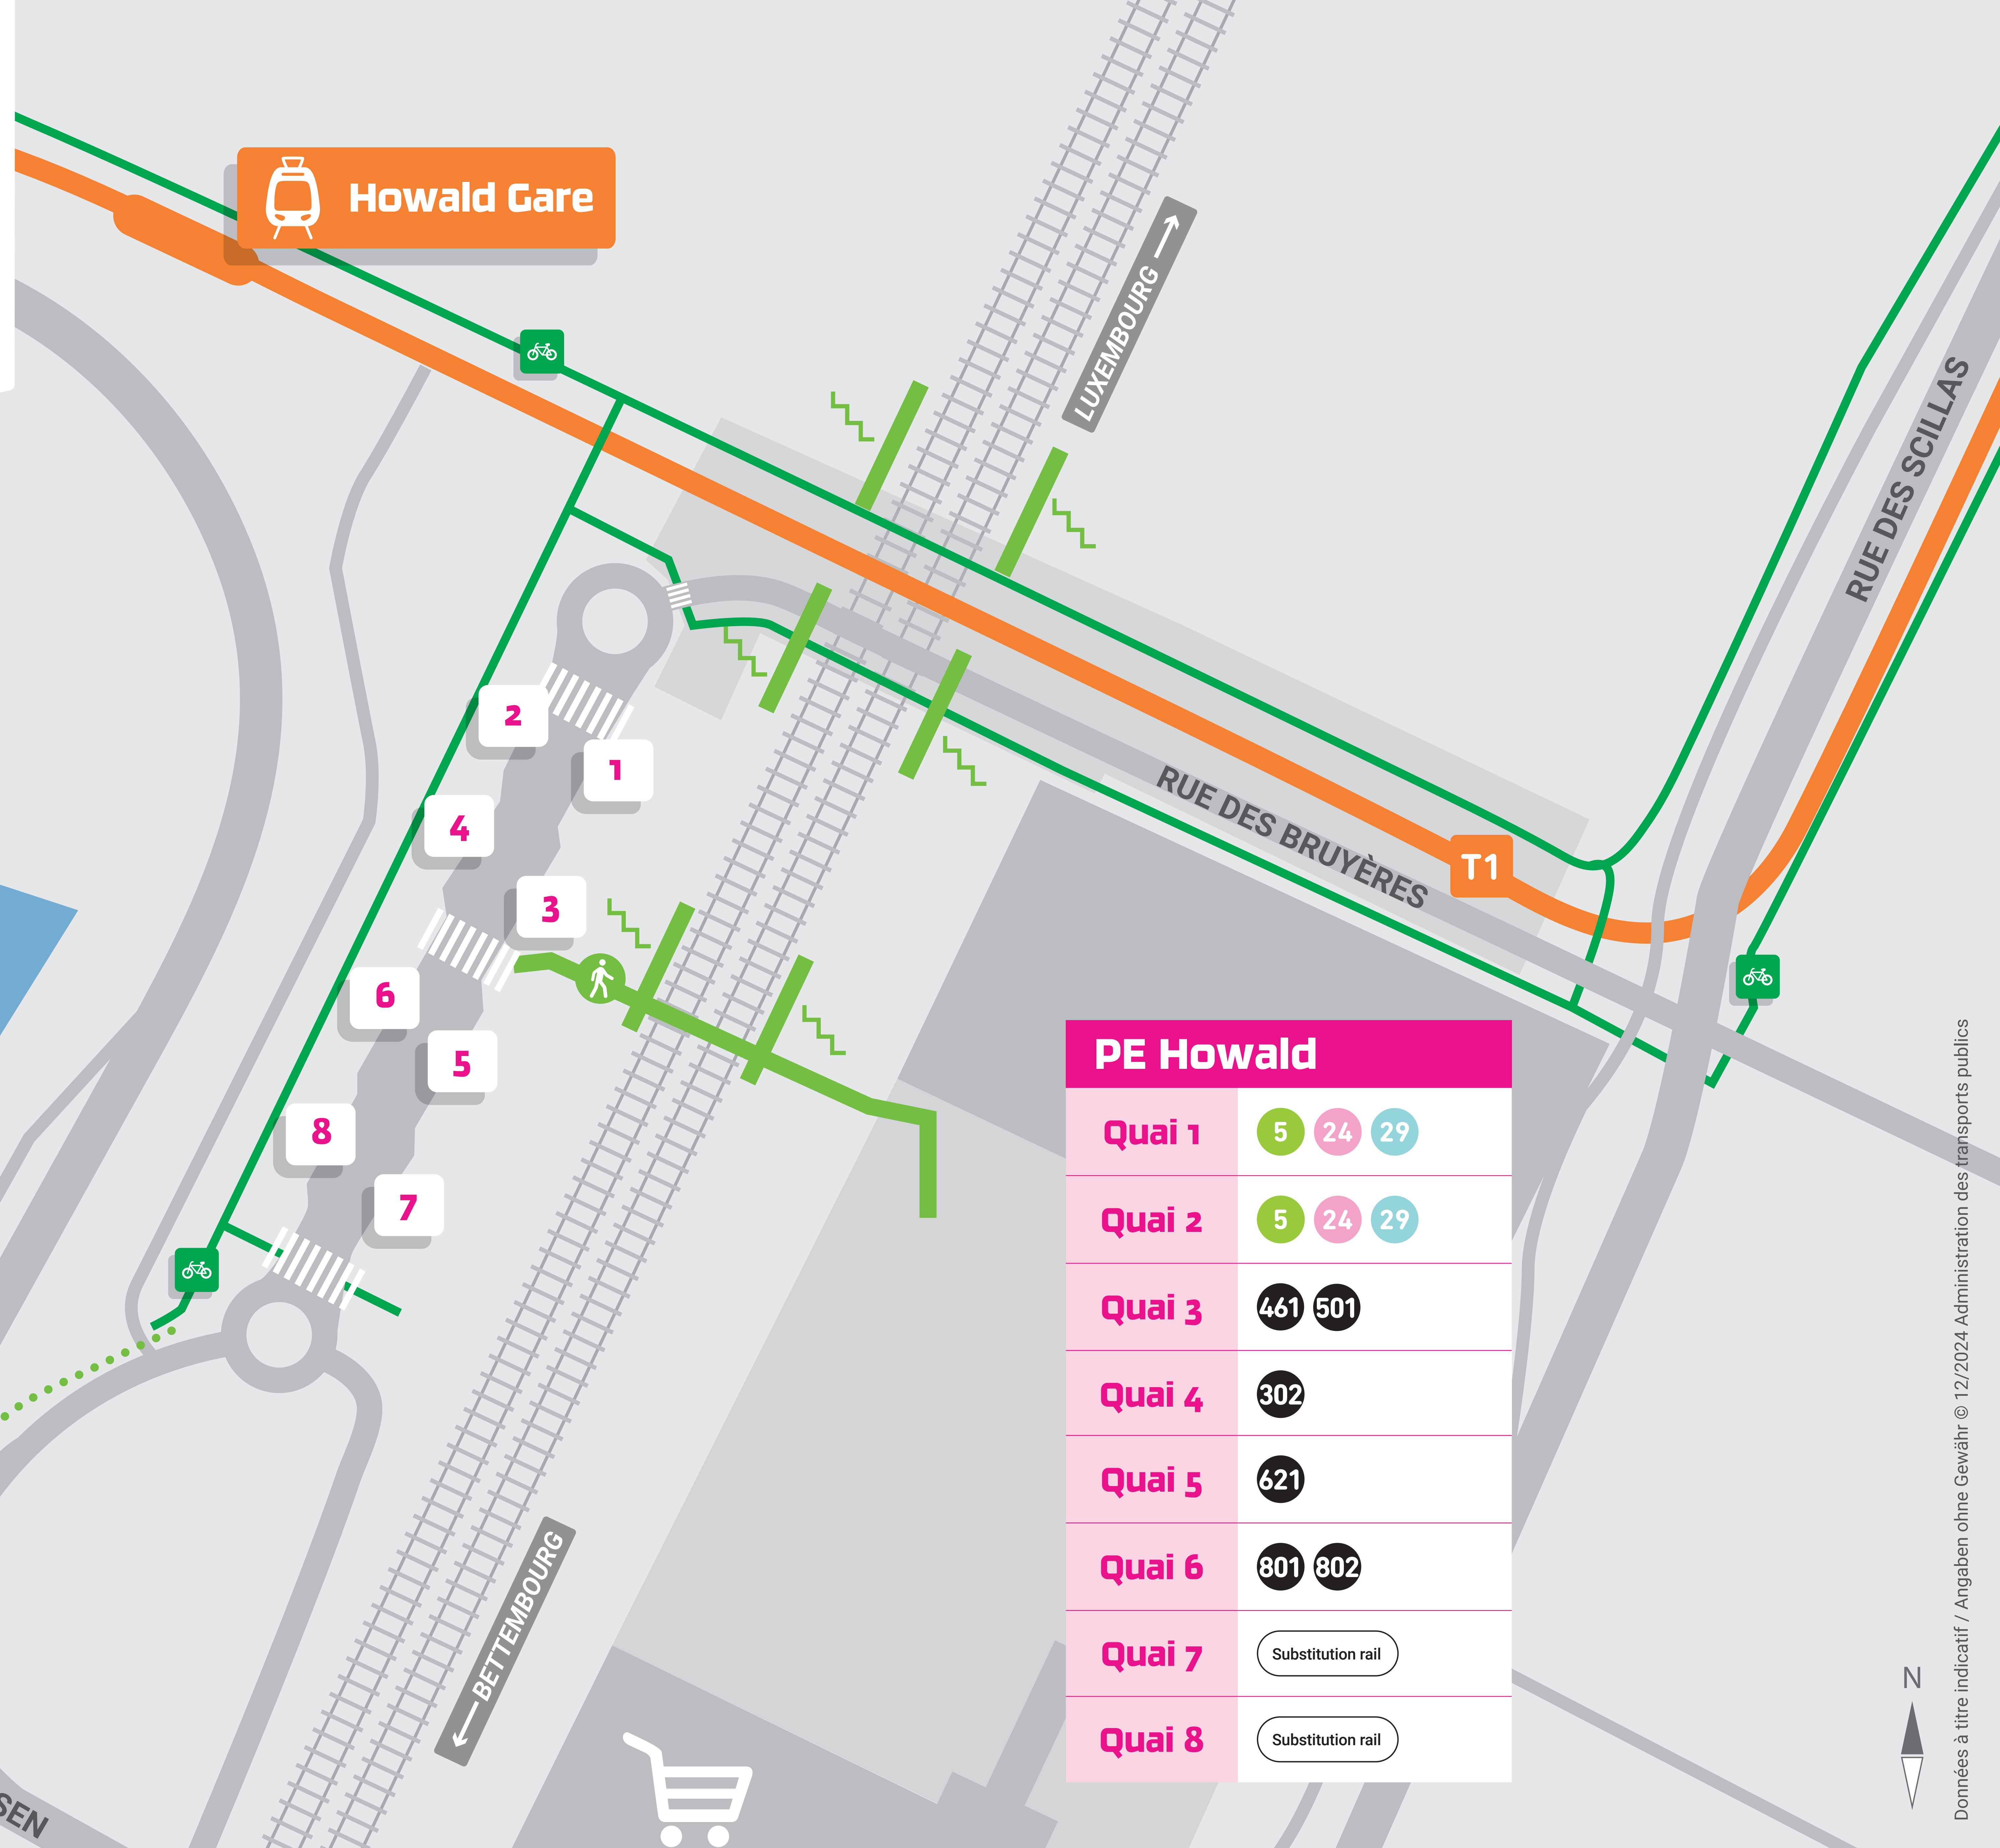 Howald Gare
LUXEMBOURG
RUE DES SCILLAS
2
1
4
3
RUE DES BRUYÈRES
T1
6
5
8
7
BETTEMBOURG
SEN
PE Howald
Quai 1 5 24 29
Quai 2 5 24 29
Quai 3 461 501
Quai 4 302
Quai 5 621
Quai 6 801 802
Quai 7 Substitution rail
Quai 8 Substitution rail
N
Données à titre indicatif / Angaben ohne Gewähr © 12/2024 Administration des transports publics